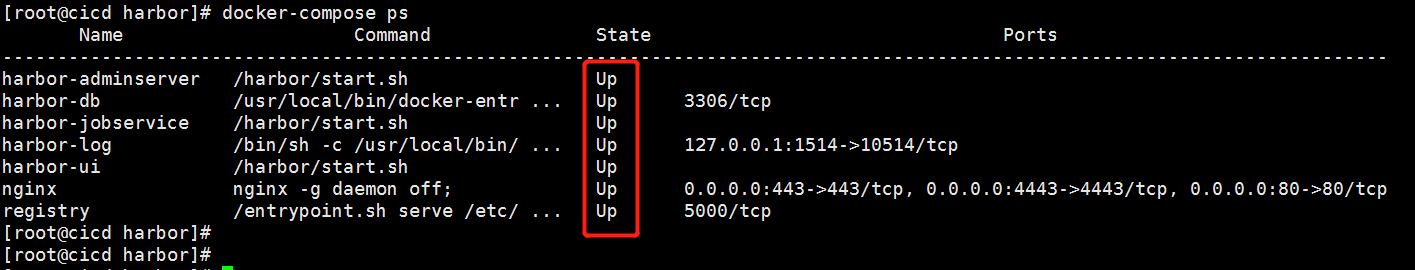 [root@cicd harbor]# docker-compose ps
Name Command State Ports
--------------------------------------------------------------------------------------------------------------------------------
harbor-adminserver /harbor/start.sh Up
harbor-db /usr/local/bin/docker-entr ... Up 3306/tcp
harbor-jobservice /harbor/start.sh Up
harbor-log /bin/sh -c /usr/local/bin/ ... Up 127.0.0.1:1514->10514/tcp
harbor-ui /harbor/start.sh Up
nginx nginx -g daemon off; Up 0.0.0.0:443->443/tcp, 0.0.0.0:4443->4443/tcp, 0.0.0.0:80->80/tcp
registry /entrypoint.sh serve /etc/ ... Up 5000/tcp
[root@cicd harbor]#
[root@cicd harbor]#